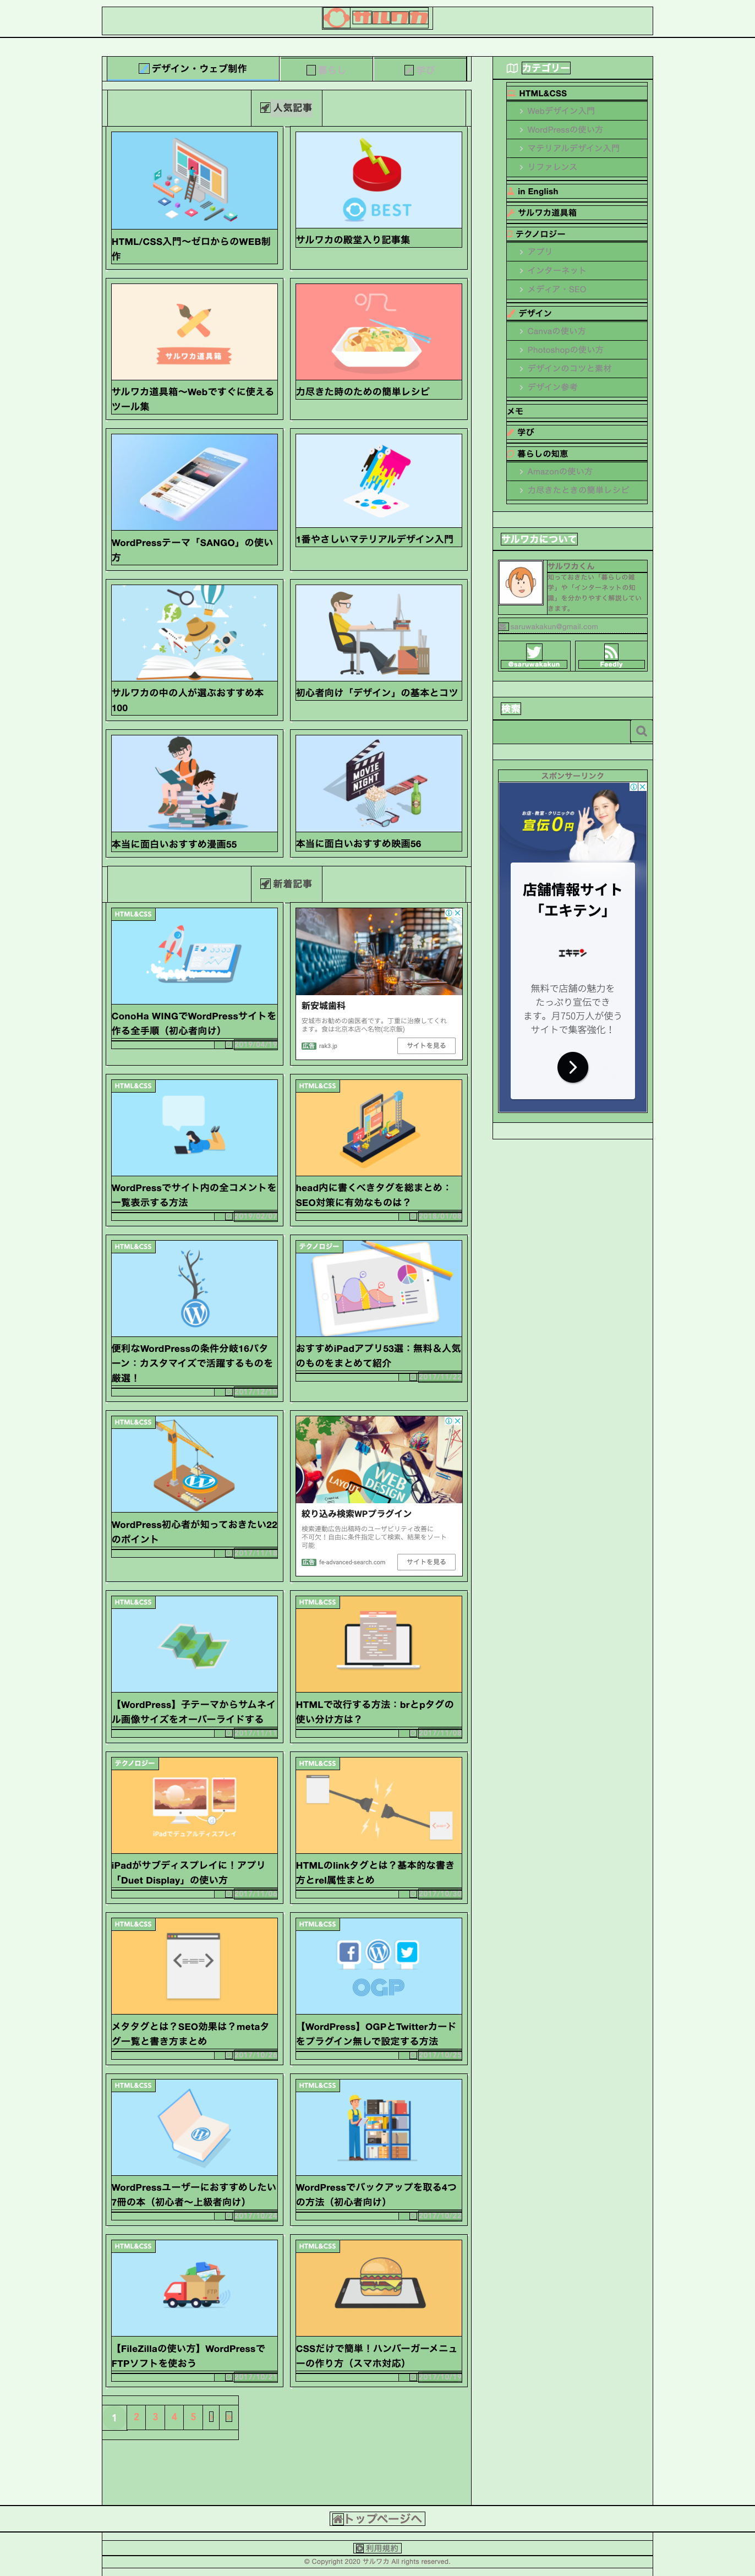 サルワカ
デザイン・ウェブ制作
暮らし
学び
人気記事
HTML/CSS入門〜ゼロからのWEB制
作
BEST
サルワカの殿堂入り記事集
サルワカ道具箱
サルワカ道具箱〜Webですぐに使える
ツール集
力尽きた時のための簡単レシピ
WordPressテーマ「SANGO」の使い
方
1番やさしいマテリアルデザイン入門
サルワカの中の人が選ぶおすすめ本
100
初心者向け「デザイン」の基本とコツ
本当に面白いおすすめ漫画55
MOVIE
NIGHT
本当に面白いおすすめ映画56
新着記事
HTML&CSS
ConoHa WINGでWordPressサイトを
作る全手順（初心者向け）
新安城歯科
安城市お勧めの歯医者です。丁重に治療してくれ
ます。食は北京本店へ名物(北京飯)
広告 rak3.jp
サイトを見る
HTML&CSS
WordPressでサイト内の全コメントを
一覧表示する方法
HTML&CSS
head内に書くべきタグを総まとめ：
SEO対策に有効なものは？
HTML&CSS
便利なWordPressの条件分岐16パタ
ーン：カスタマイズで活躍するものを
厳選！
テクノロジー
おすすめiPadアプリ53選：無料＆人気
のものをまとめて紹介
HTML&CSS
WordPress初心者が知っておきたい22
のポイント
LAYOUT
WEB
DESIGN
絞り込み検索WPプラグイン
検索連動広告出稿時のユーザビリティ改善に
不可欠！自由に条件指定して検索、結果をソート
可能
広告 fe-advanced-search.com
サイトを見る
HTML&CSS
【WordPress】子テーマからサムネイ
ル画像サイズをオーバーライドする
HTML&CSS
HTMLで改行する方法：brとpタグの
使い分け方は？
テクノロジー
iPadでデュアルディスプレイ
iPadがサブディスプレイに！アプリ
「Duet Display」の使い方
HTML&CSS
HTMLのlinkタグとは？基本的な書き
方とrel属性まとめ
HTML&CSS
メタタグとは？SEO効果は？metaタ
グ一覧と書き方まとめ
HTML&CSS
OGP
【WordPress】OGPとTwitterカード
をプラグイン無しで設定する方法
HTML&CSS
WordPressユーザーにおすすめしたい
7冊の本（初心者〜上級者向け）
HTML&CSS
WordPressでバックアップを取る4つ
の方法（初心者向け）
HTML&CSS
FTP
【FileZillaの使い方】WordPressで
FTPソフトを使おう
HTML&CSS
CSSだけで簡単！ハンバーガーメニュ
ーの作り方（スマホ対応）
1 2 3 4 5
カテゴリー
HTML&CSS
Webデザイン入門
WordPressの使い方
マテリアルデザイン入門
リファレンス
in English
サルワカ道具箱
テクノロジー
アプリ
インターネット
メディア・SEO
デザイン
Canvaの使い方
Photoshopの使い方
デザインのコツと素材
デザイン参考
メモ
学び
暮らしの知恵
Amazonの使い方
力尽きたときの簡単レシピ
サルワカについて
サルワカくん
知っておきたい「暮らしの雑
学」や「インターネットの知
識」を分かりやすく解説してい
きます。
saruwakakun@gmail.com
@saruwakakun
Feedly
検索
スポンサーリンク
お店・教室・クリニックの
宣伝0円
店舗情報サイト
「エキテン」
エキテン
無料で店舗の魅力を
たっぷり宣伝でき
ます。月750万人が使う
サイトで集客強化！
トップページへ
利用規約
© Copyright 2020 サルワカ All rights reserved.